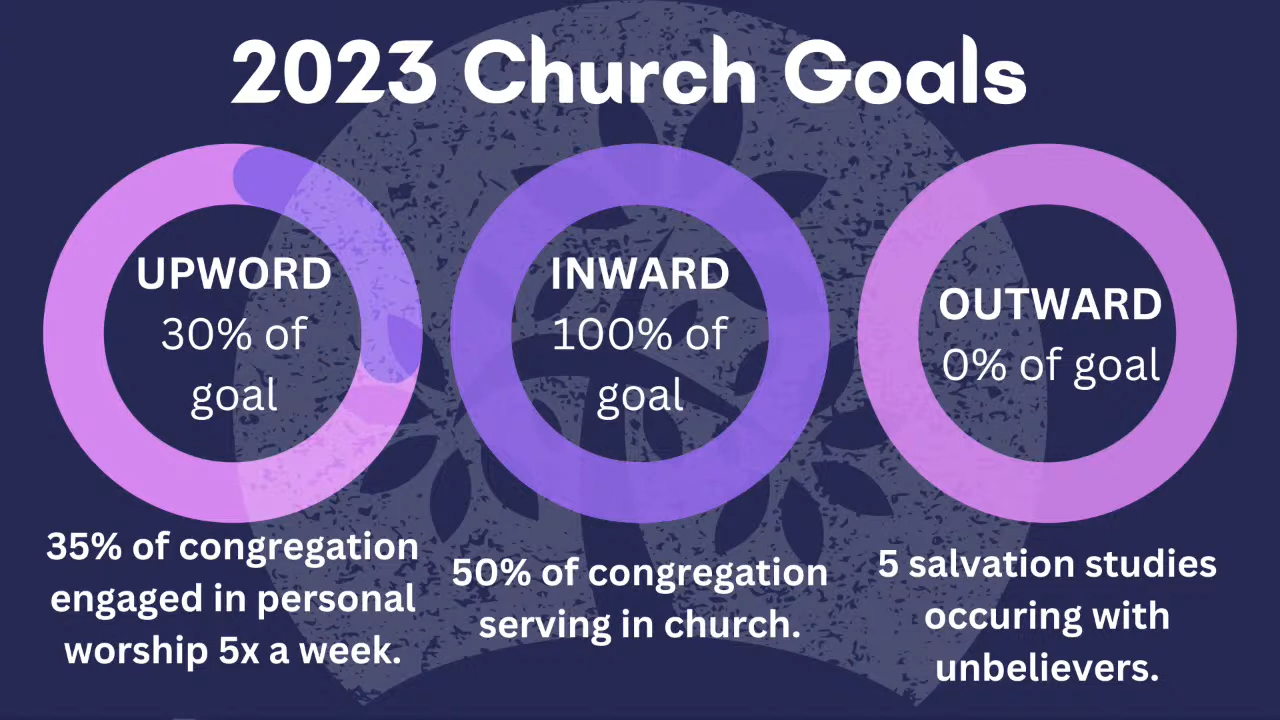 2023 Church Goals
UPWORD
30% of
goal
INWARD
100% of
goal
OUTWARD
0% of goal
35% of congregation
engaged in personal
worship 5x a week.
50% of congregation
serving in church.
5 salvation studies
occuring with
unbelievers.